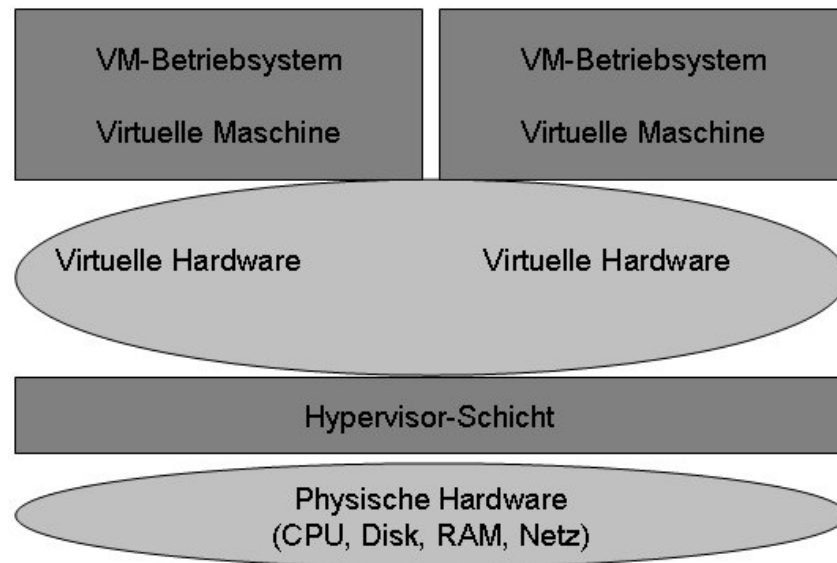 VM-Betriebsystem
Virtuelle Maschine
VM-Betriebsystem
Virtuelle Maschine
Virtuelle Hardware
Virtuelle Hardware
Hypervisor-Schicht
Physische Hardware
(CPU, Disk, RAM, Netz)